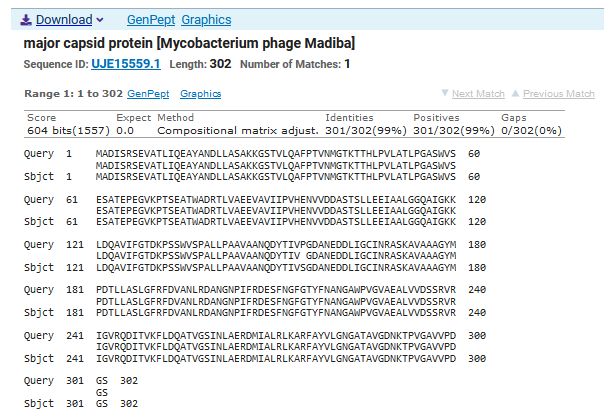 Download GenPept Graphics
major capsid protein [Mycobacterium phage Madiba]
Sequence ID: UJE15559.1 Length: 302 Number of Matches: 1
Range 1: 1 to 302 GenPept Graphics Next Match Previous Match
Score Expect Method Identities Positives Gaps
604 bits(1557) 0.0 Compositional matrix adjust. 301/302(99%) 301/302(99%) 0/302(0%)
Query 1 MADISRSEVATLIQEAYANDLLASAKKGSTVLQAFPTVNMGTKTTHLPVLATLPGASWVS 60
MADISRSEVATLIQEAYANDLLASAKKGSTVLQAFPTVNMGTKTTHLPVLATLPGASWVS
Sbjct 1 MADISRSEVATLIQEAYANDLLASAKKGSTVLQAFPTVNMGTKTTHLPVLATLPGASWVS 60
Query 61 ESATEPEGVKPTSEATWADRTLVAEEVAVIIPVHENVVDDASTSLLEEIAALGGQAIGKK 120
ESATEPEGVKPTSEATWADRTLVAEEVAVIIPVHENVVDDASTSLLEEIAALGGQAIGKK
Sbjct 61 ESATEPEGVKPTSEATWADRTLVAEEVAVIIPVHENVVDDASTSLLEEIAALGGQAIGKK 120
Query 121 LDQAVIFGTDKPSSWVSPALLPAAVAANQDYTIVPGDANEDDLIGCINRASKAVAAAGYM 180
LDQAVIFGTDKPSSWVSPALLPAAVAANQDYTIV GDANEDDLIGCINRASKAVAAAGYM
Sbjct 121 LDQAVIFGTDKPSSWVSPALLPAAVAANQDYTIVSGDANEDDLIGCINRASKAVAAAGYM 180
Query 181 PDTLLASLGFRFDVANLRDANGNPIFRDESFNGFGTYFNANGAWPVGVAEALVVDSSRVR 240
PDTLLASLGFRFDVANLRDANGNPIFRDESFNGFGTYFNANGAWPVGVAEALVVDSSRVR
Sbjct 181 PDTLLASLGFRFDVANLRDANGNPIFRDESFNGFGTYFNANGAWPVGVAEALVVDSSRVR 240
Query 241 IGVRQDITVKFLDQATVGSINLAERDMIALRLKARFAYVLGNGATAVGDNKTPVGAVVPD 300
IGVRQDITVKFLDQATVGSINLAERDMIALRLKARFAYVLGNGATAVGDNKTPVGAVVPD
Sbjct 241 IGVRQDITVKFLDQATVGSINLAERDMIALRLKARFAYVLGNGATAVGDNKTPVGAVVPD 300
Query 301 GS 302
GS
Sbjct 301 GS 302